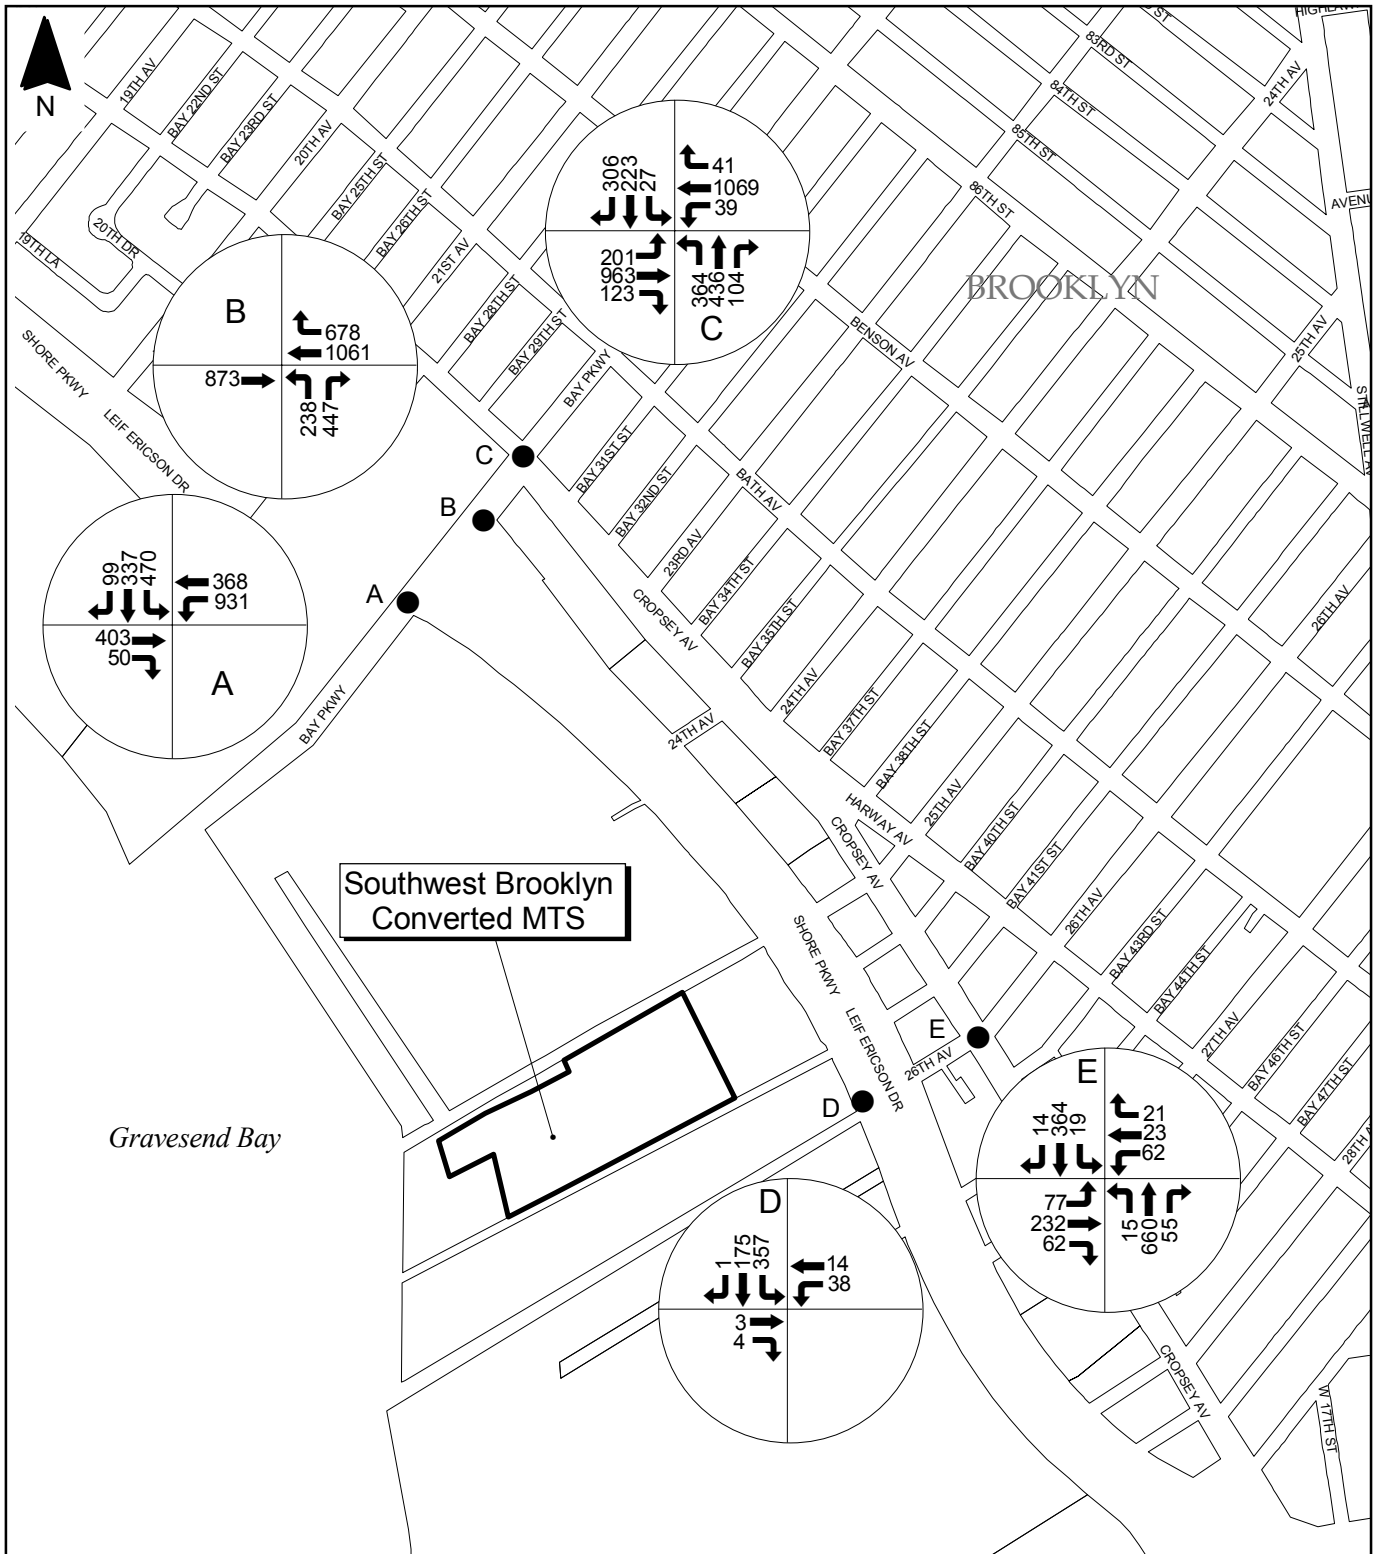 N
19TH AV
BAY 22ND ST
BAY 23RD ST
20TH AV
BAY 25TH ST
BAY 26TH ST
21ST AV
BAY 28TH ST
BAY 29TH ST
BAY PKWY
BAY 31ST ST
BAY 32ND ST
23RD AV
BAY 34TH ST
BAY 35TH ST
24TH AV
BAY 37TH ST
BAY 38TH ST
25TH AV
BAY 40TH ST
BAY 41ST ST
26TH AV
BAY 43RD ST
BAY 44TH ST
27TH AV
BAY 46TH ST
BAY 47TH ST
28TH AV
19TH LA
20TH DR
SHORE PKWY
LEIF ERICSON DR
83RD ST
84TH ST
85TH ST
86TH ST
24TH AV
25TH AV
26TH AV
BENSON AV
BATH AV
CROPSEY AV
HARWAY AV
BROOKLYN
306
223
27
41
1069
39
201
963
123
364
436
104
C
B
678
1061
873
238
447
C
B
A
99
337
470
368
931
403
50
A
BAY PKWY
24TH AV
CROPSEY AV
Southwest Brooklyn
Converted MTS
SHORE PKWY
LEIF ERICSON DR
26TH AV
E
D
Gravesend Bay
E
14
364
19
21
23
62
77
232
62
15
660
55
D
1
175
357
14
38
3
4
CROPSEY AV
W 17TH ST